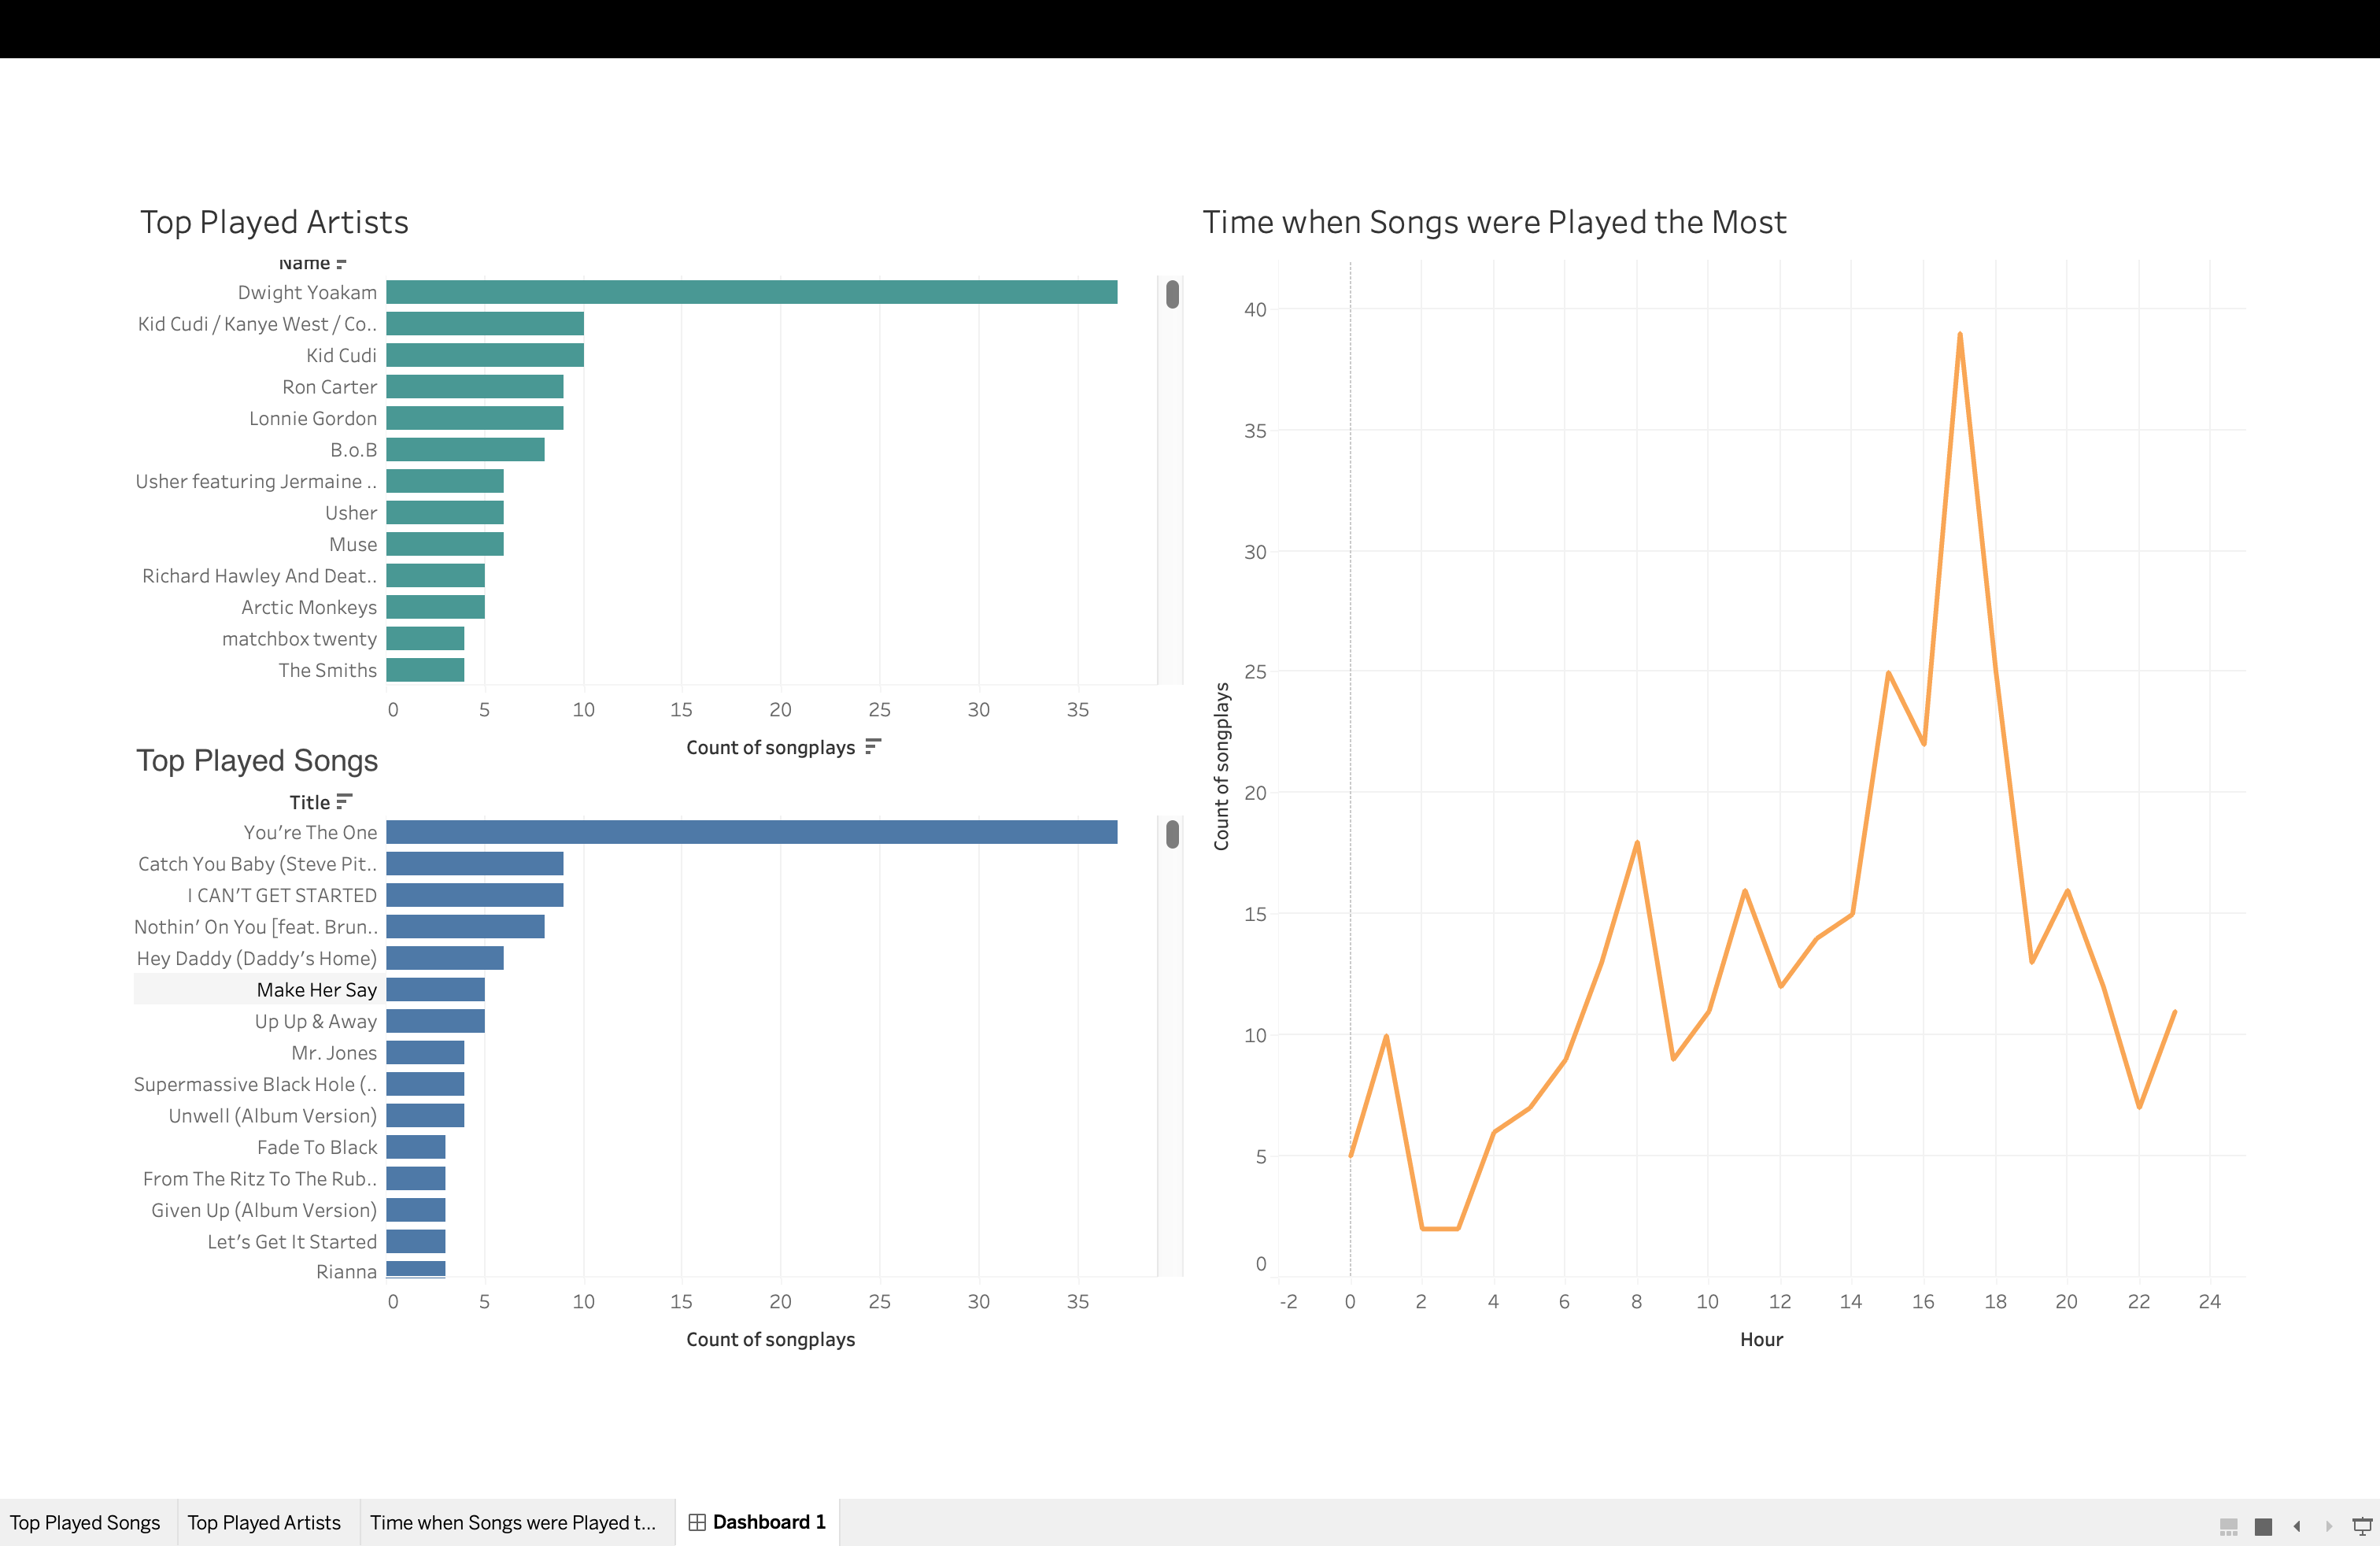 Top Played Artists
Name
Dwight Yoakam
Kid Cudi / Kanye West / Co..
Kid Cudi
Ron Carter
Lonnie Gordon
B.o.B
Usher featuring Jermaine ..
Usher
Muse
Richard Hawley And Deat..
Arctic Monkeys
matchbox twenty
The Smiths
0 5 10 15 20 25 30 35
Count of songplays
Top Played Songs
Title
You're The One
Catch You Baby (Steve Pit..
I CAN'T GET STARTED
Nothin' On You [feat. Brun..
Hey Daddy (Daddy's Home)
Make Her Say
Up Up & Away
Mr. Jones
Supermassive Black Hole (..
Unwell (Album Version)
Fade To Black
From The Ritz To The Rub..
Given Up (Album Version)
Let's Get It Started
Rianna
0 5 10 15 20 25 30 35
Count of songplays
Time when Songs were Played the Most
Count of songplays
40
35
30
25
20
15
10
5
0
-2 0 2 4 6 8 10 12 14 16 18 20 22 24
Hour
Top Played Songs Top Played Artists Time when Songs were Played t... Dashboard 1